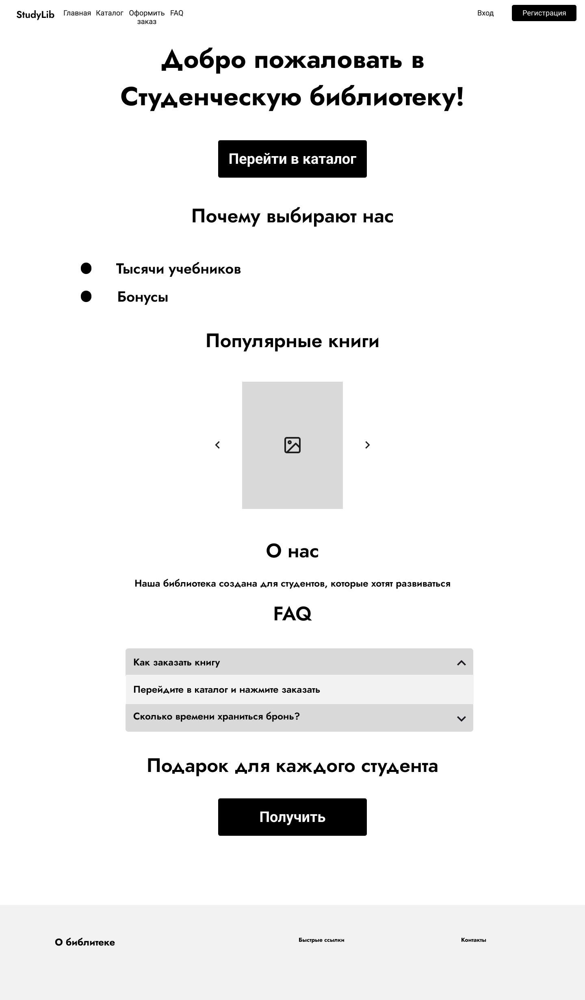 StudyLib Главная Каталог Оформить заказ FAQ Вход Регистрация
Добро пожаловать в
Студенческую библиотеку!
Перейти в каталог
Почему выбирают нас
Тысячи учебников
Бонусы
Популярные книги
О нас
Наша библиотека создана для студентов, которые хотят развиваться
FAQ
Как заказать книгу
Перейдите в каталог и нажмите заказать
Сколько времени храниться бронь?
Подарок для каждого студента
Получить
О библитеке Быстрые ссылки Контакты